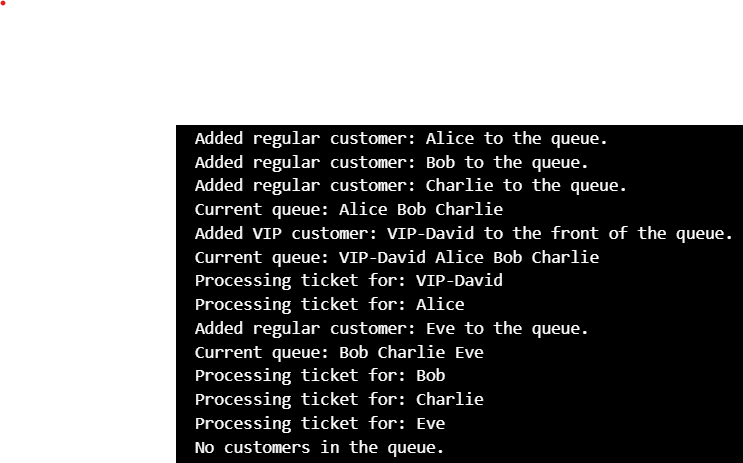 Added regular customer: Alice to the queue.
Added regular customer: Bob to the queue.
Added regular customer: Charlie to the queue.
Current queue: Alice Bob Charlie
Added VIP customer: VIP-David to the front of the queue.
Current queue: VIP-David Alice Bob Charlie
Processing ticket for: VIP-David
Processing ticket for: Alice
Added regular customer: Eve to the queue.
Current queue: Bob Charlie Eve
Processing ticket for: Bob
Processing ticket for: Charlie
Processing ticket for: Eve
No customers in the queue.